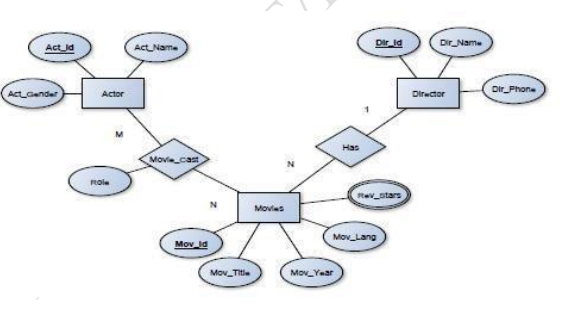 Act_Id
Act_Name
Dir_Id
Dir_Name
Act_Gender
Actor
Director
Dir_Phone
1
M
Movie_Cast
Has
N
Role
Rev_Stars
N
Movies
Mov_Id
Mov_Lang
Mov_Title
Mov_Year